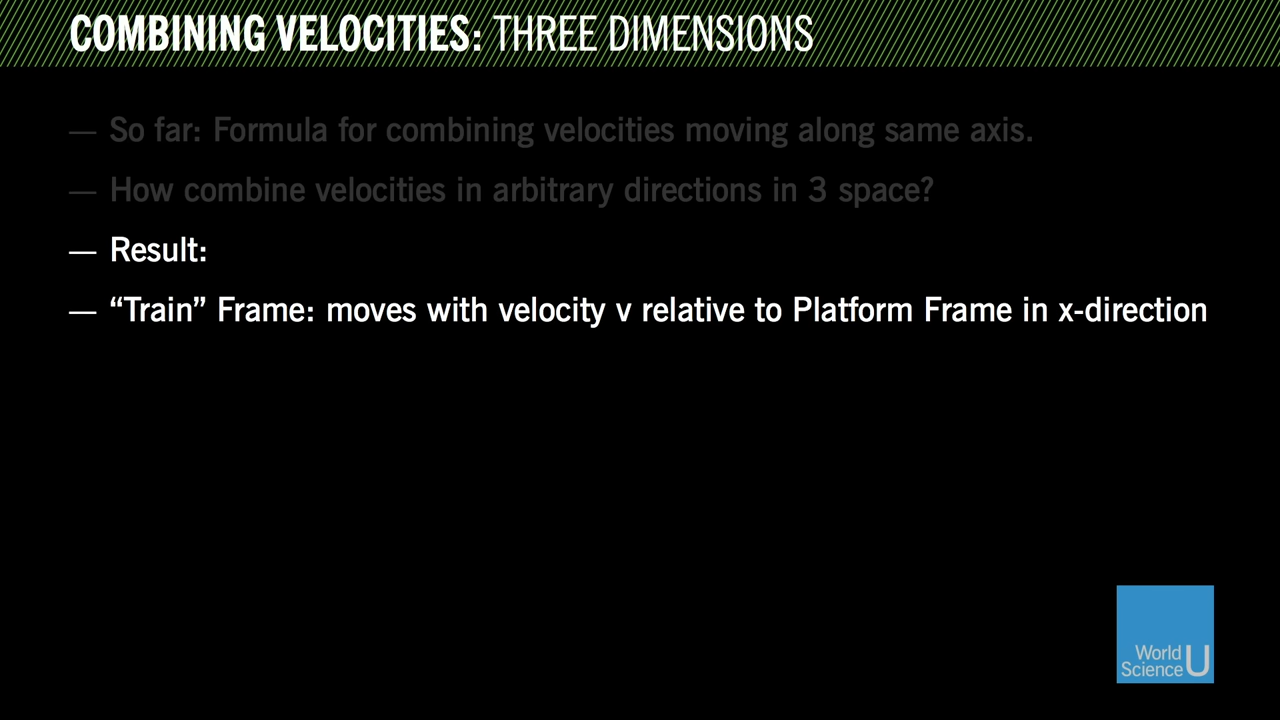 COMBINING VELOCITIES: THREE DIMENSIONS
— So far: Formula for combining velocities moving along same axis.
— How combine velocities in arbitrary directions in 3 space?
— Result:
— “Train” Frame: moves with velocity v relative to Platform Frame in x-direction
World
Science U